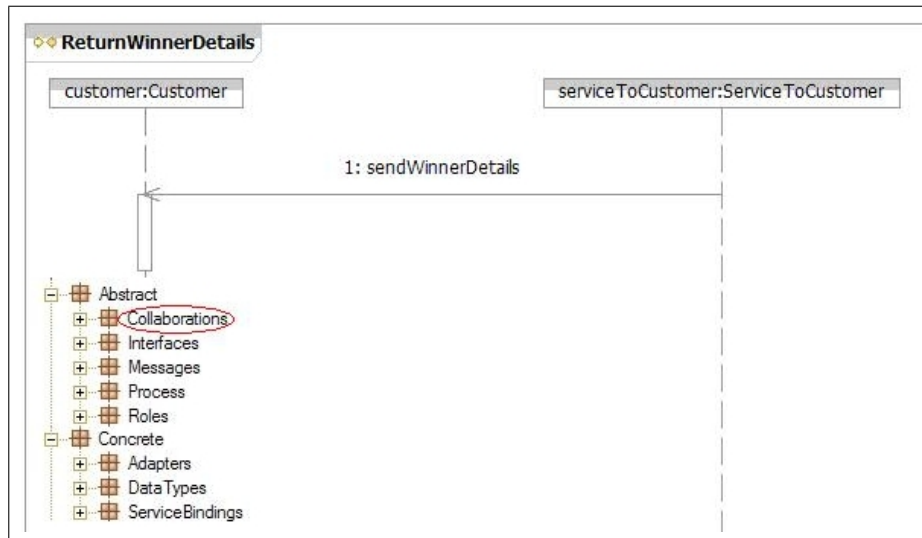 ReturnWinnerDetails
customer:Customer
serviceToCustomer:ServiceToCustomer
1: sendWinnerDetails
Abstract
Collaborations
Interfaces
Messages
Process
Roles
Concrete
Adapters
DataTypes
ServiceBindings